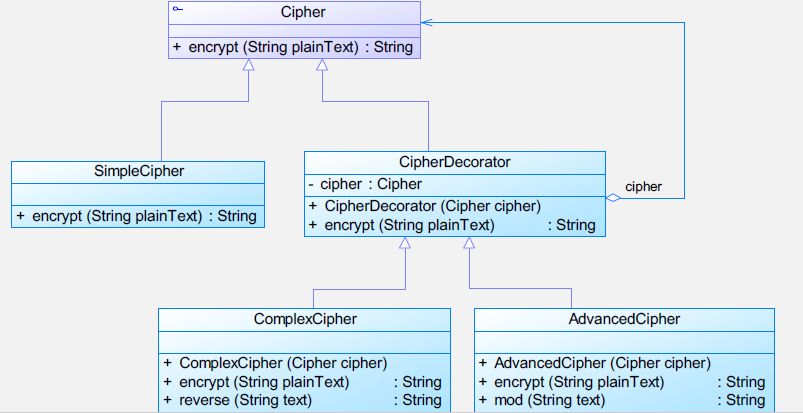 Cipher
+ encrypt (String plainText) : String
SimpleCipher
+ encrypt (String plainText) : String
CipherDecorator
- cipher : Cipher
+ CipherDecorator (Cipher cipher)
+ encrypt (String plainText) : String
cipher
ComplexCipher
+ ComplexCipher (Cipher cipher)
+ encrypt (String plainText) : String
+ reverse (String text) : String
AdvancedCipher
+ AdvancedCipher (Cipher cipher)
+ encrypt (String plainText) : String
+ mod (String text) : String